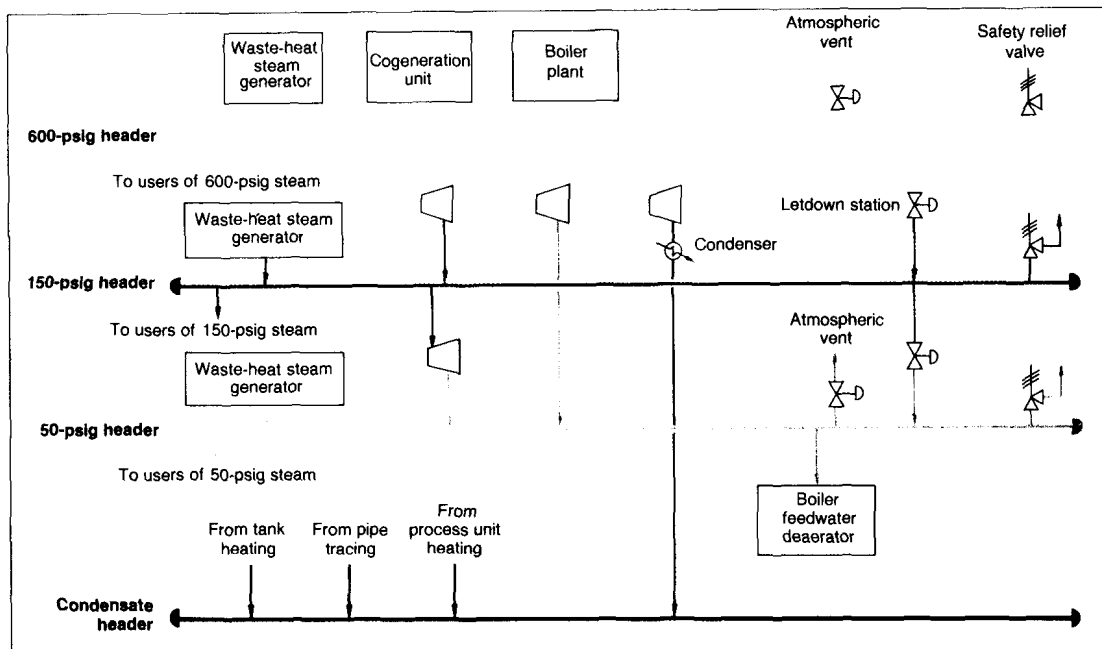 Waste-heat
steam
generator
Cogeneration
unit
Boiler
plant
Atmospheric
vent
Safety relief
valve
600-psig header
To users of 600-psig steam
Waste-heat steam
generator
Condenser
Letdown station
150-psig header
To users of 150-psig steam
Waste-heat steam
generator
Atmospheric
vent
50-psig header
To users of 50-psig steam
Boiler
feedwater
deaerator
From tank
heating
From pipe
tracing
From
process unit
heating
Condensate
header